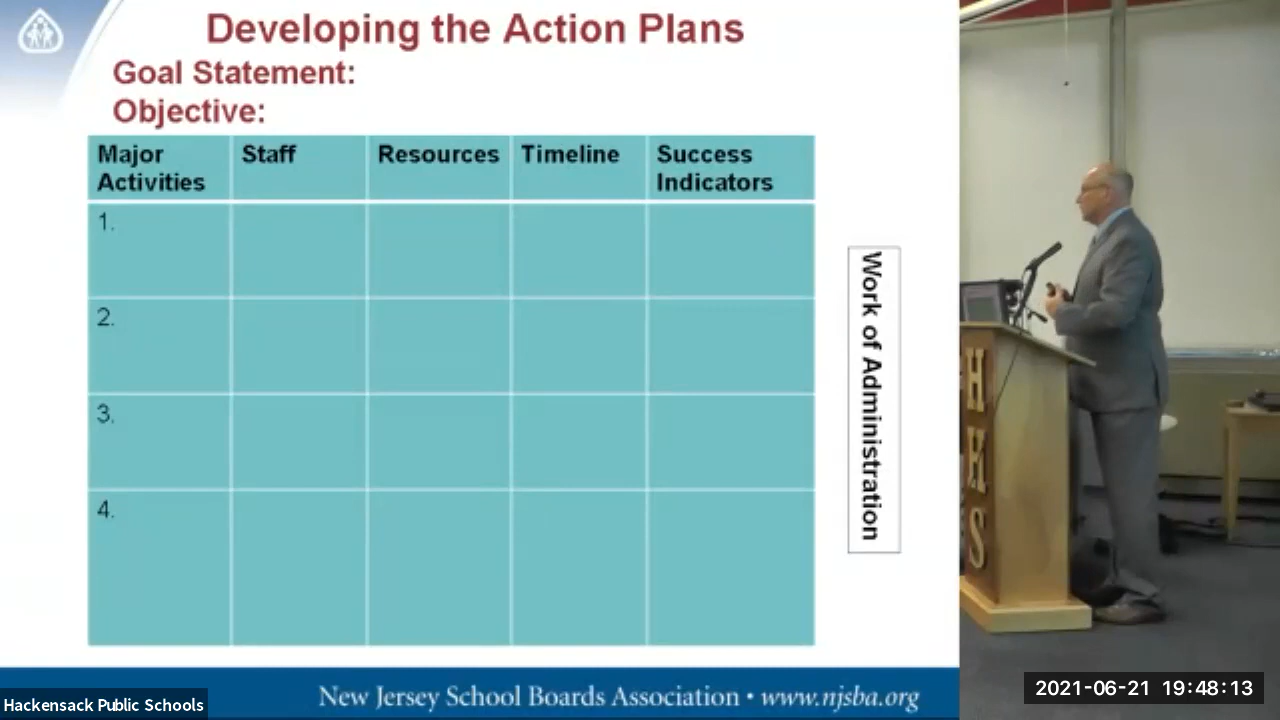 Developing the Action Plans
Goal Statement:
Objective:
Major Activities
Staff
Resources
Timeline
Success Indicators
1.
2.
3.
4.
Work of Administration
New Jersey School Boards Association • www.njsba.org
Hackensack Public Schools
H
K
S
2021-06-21 19:48:13